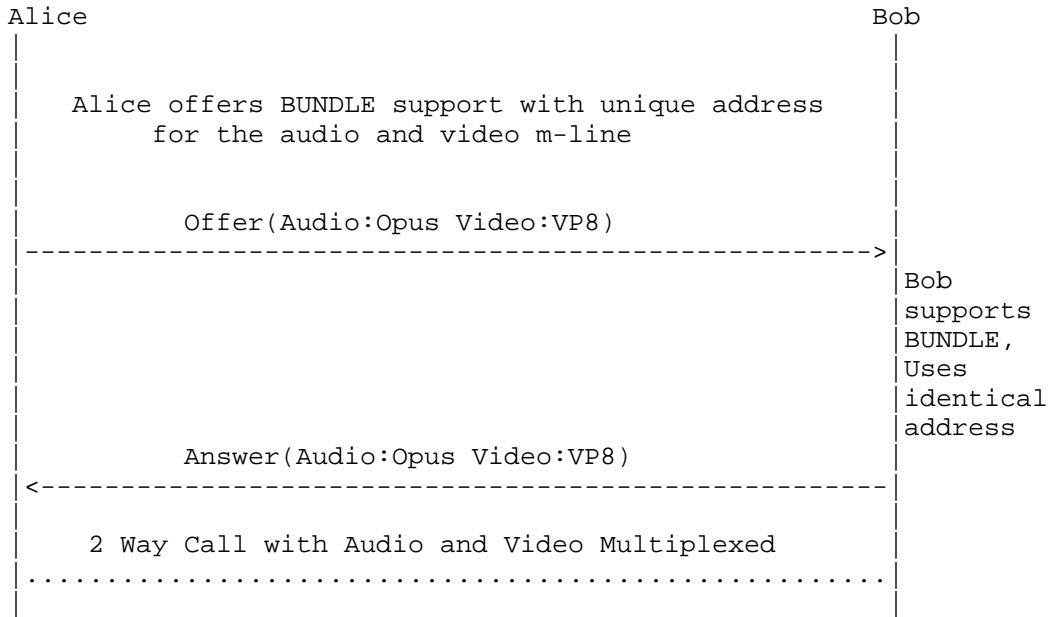 Alice Bob
Alice offers BUNDLE support with unique address
for the audio and video m-line
Offer(Audio:Opus Video:VP8)
Bob
supports
BUNDLE,
Uses
identical
address
Answer(Audio:Opus Video:VP8)
2 Way Call with Audio and Video Multiplexed